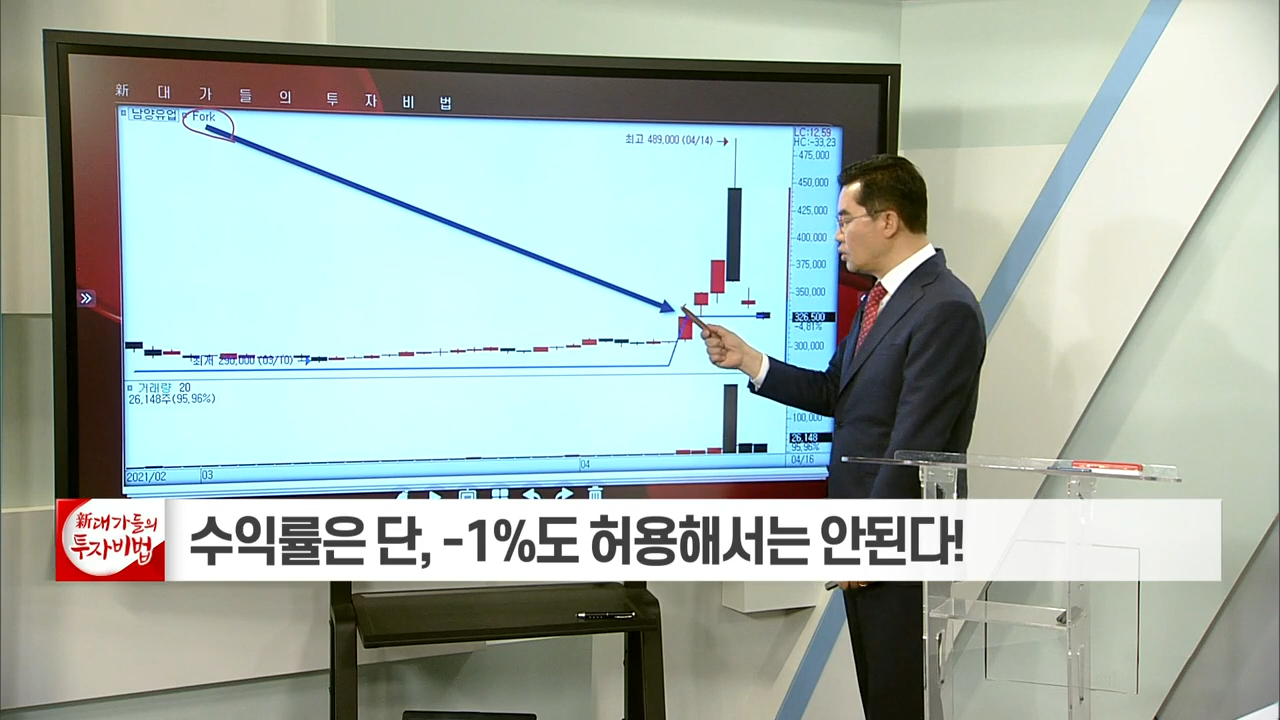 新 대 가 들 의 투 자 비 법
남양유업 Fork
최고 489,000 (04/14)
LC:12,59
HC:-33,23
475,000
450,000
425,000
400,000
375,000
350,000
326,500
-4,81%
300,000
최저 290,000 (03/10)
거래량 20
26,148주(95,96%)
100,000
26,148
95,96%
2021/02
03
04
04/16
新대가들의
투자비법
수익률은 단, -1%도 허용해서는 안된다!